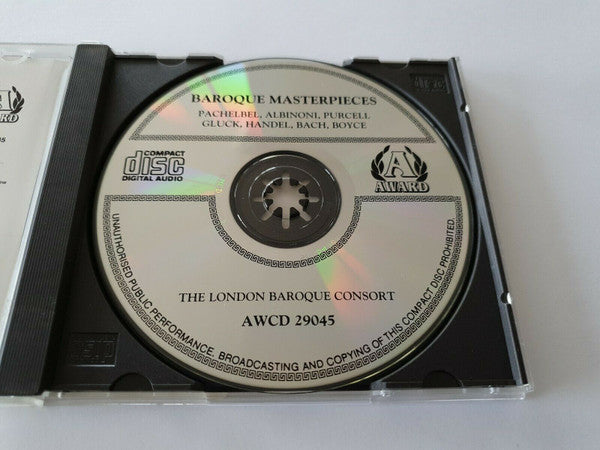 BAROQUE MASTERPIECES
PACHELBEL, ALBINONI, PURCELL
GLUCK, HANDEL, BACH, BOYCE
COMPACT
disc
DIGITAL AUDIO
A
AWARD
THE LONDON BAROQUE CONSORT
AWCD 29045
UNAUTHORISED PUBLIC PERFORMANCE, BROADCASTING AND COPYING OF THIS COMPACT DISC PROHIBITED.